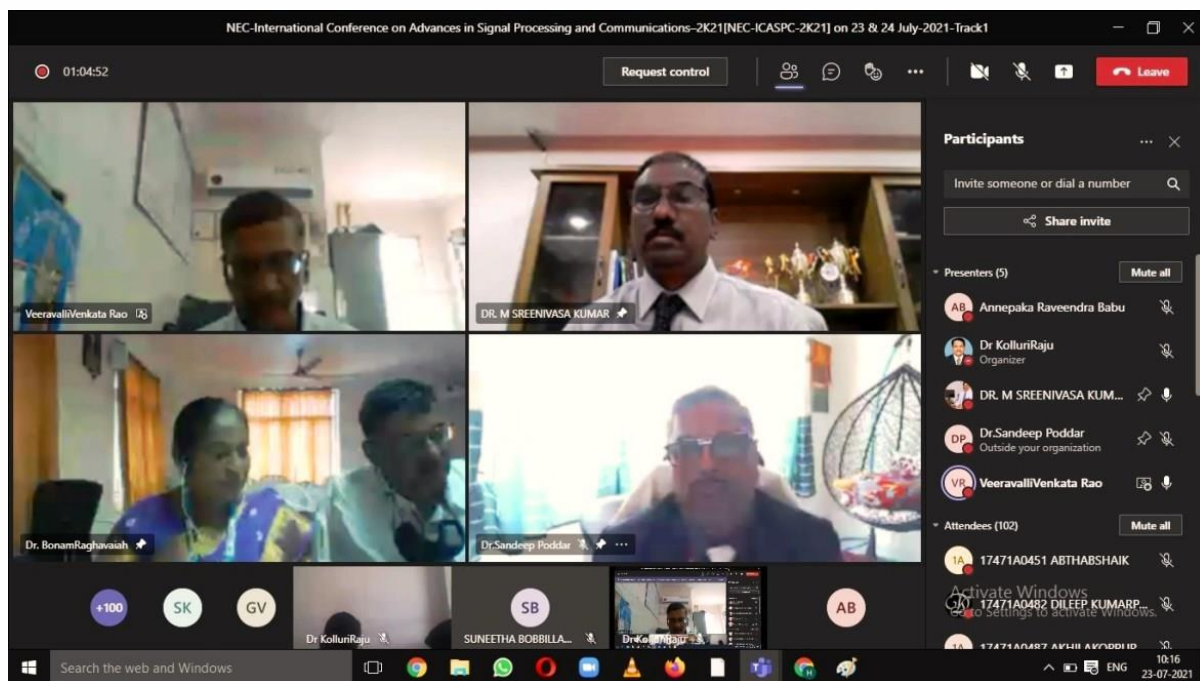 NEC-International Conference on Advances in Signal Processing and Communications–2K21[NEC-ICASPC-2K21] on 23 & 24 July-2021-Track1
01:04:52
Request control
Leave
VeeravalliVenkata Rao
DR. M SREENIVASA KUMAR
Dr. BonamRaghavaiah
Dr.Sandeep Poddar
+100
SK
GV
Dr KolluriRaju
SB
SUNEETHA BOBBILLA...
Dr KolluriRaju
AB
Participants
Invite someone or dial a number
Share invite
Presenters (5)
Mute all
AB
Annepaka Raveendra Babu
Dr KolluriRaju
Organizer
DR. M SREENIVASA KUM...
DP
Dr.Sandeep Poddar
Outside your organization
VR
VeeravalliVenkata Rao
Attendees (102)
Mute all
1A
17471A0451 ABTHABSHAIK
Activate Windows
17471A0482 DILEEP KUMARP...
Go to Settings to activate Windows.
1A
17471A0487 AKHILAKOPPUR
Search the web and Windows
ENG
10:16
23-07-2021